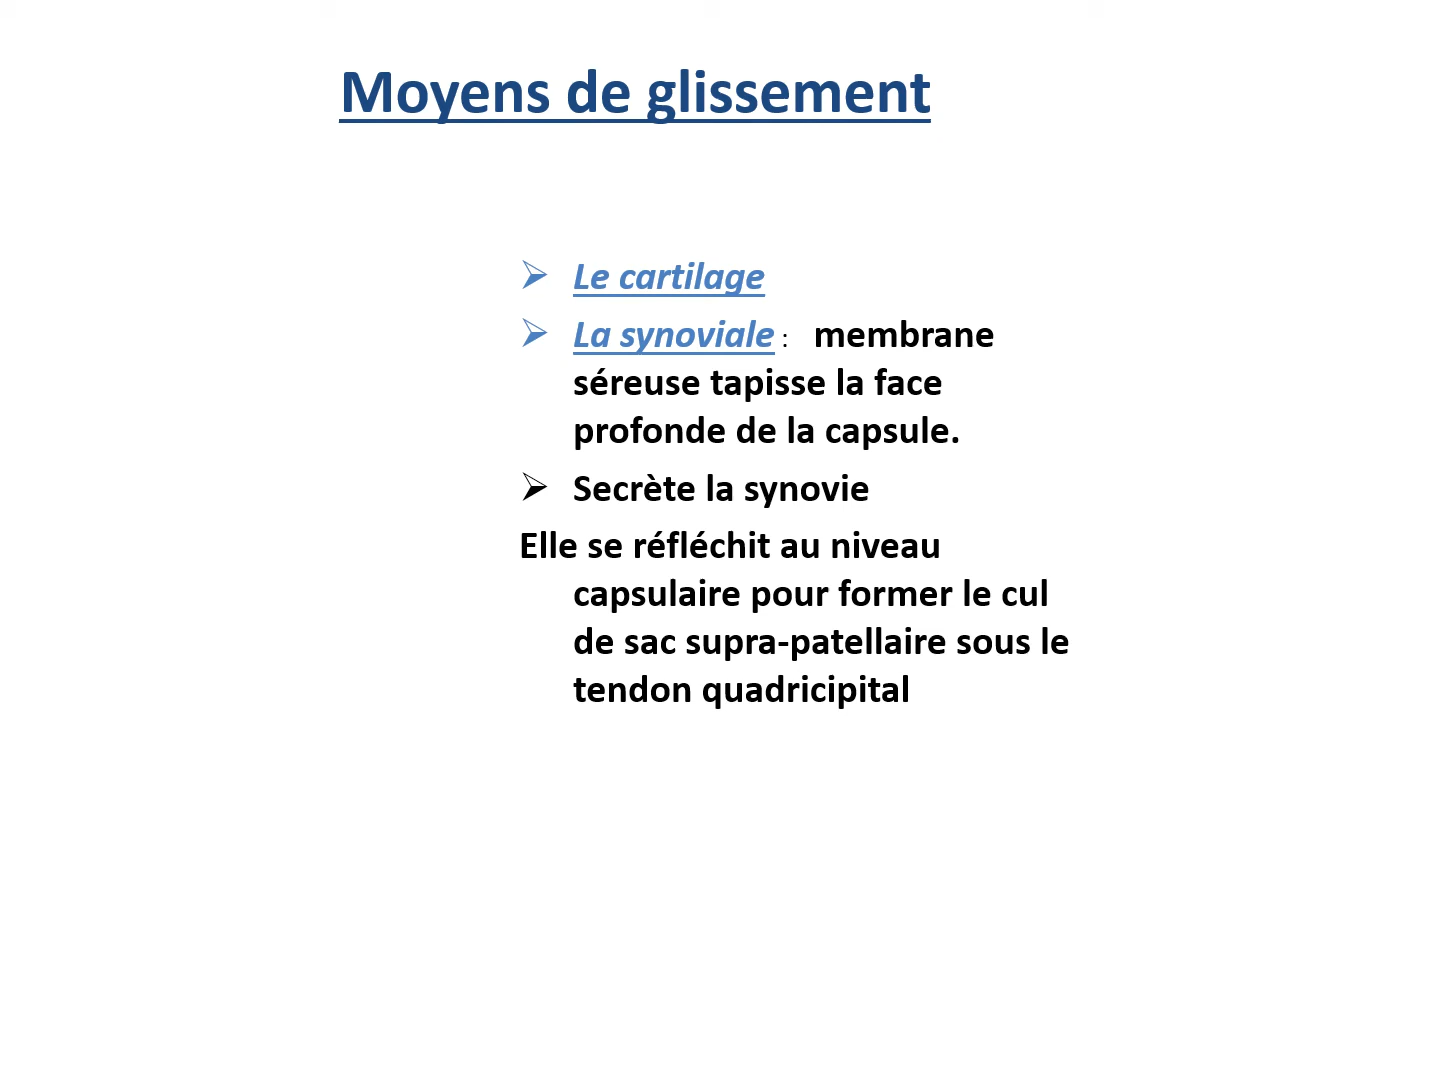 Moyens de glissement
➢ Le cartilage
➢ La synoviale : membrane
séreuse tapisse la face
profonde de la capsule.
➢ Secrète la synovie
Elle se réfléchit au niveau
capsulaire pour former le cul
de sac supra-patellaire sous le
tendon quadricipital